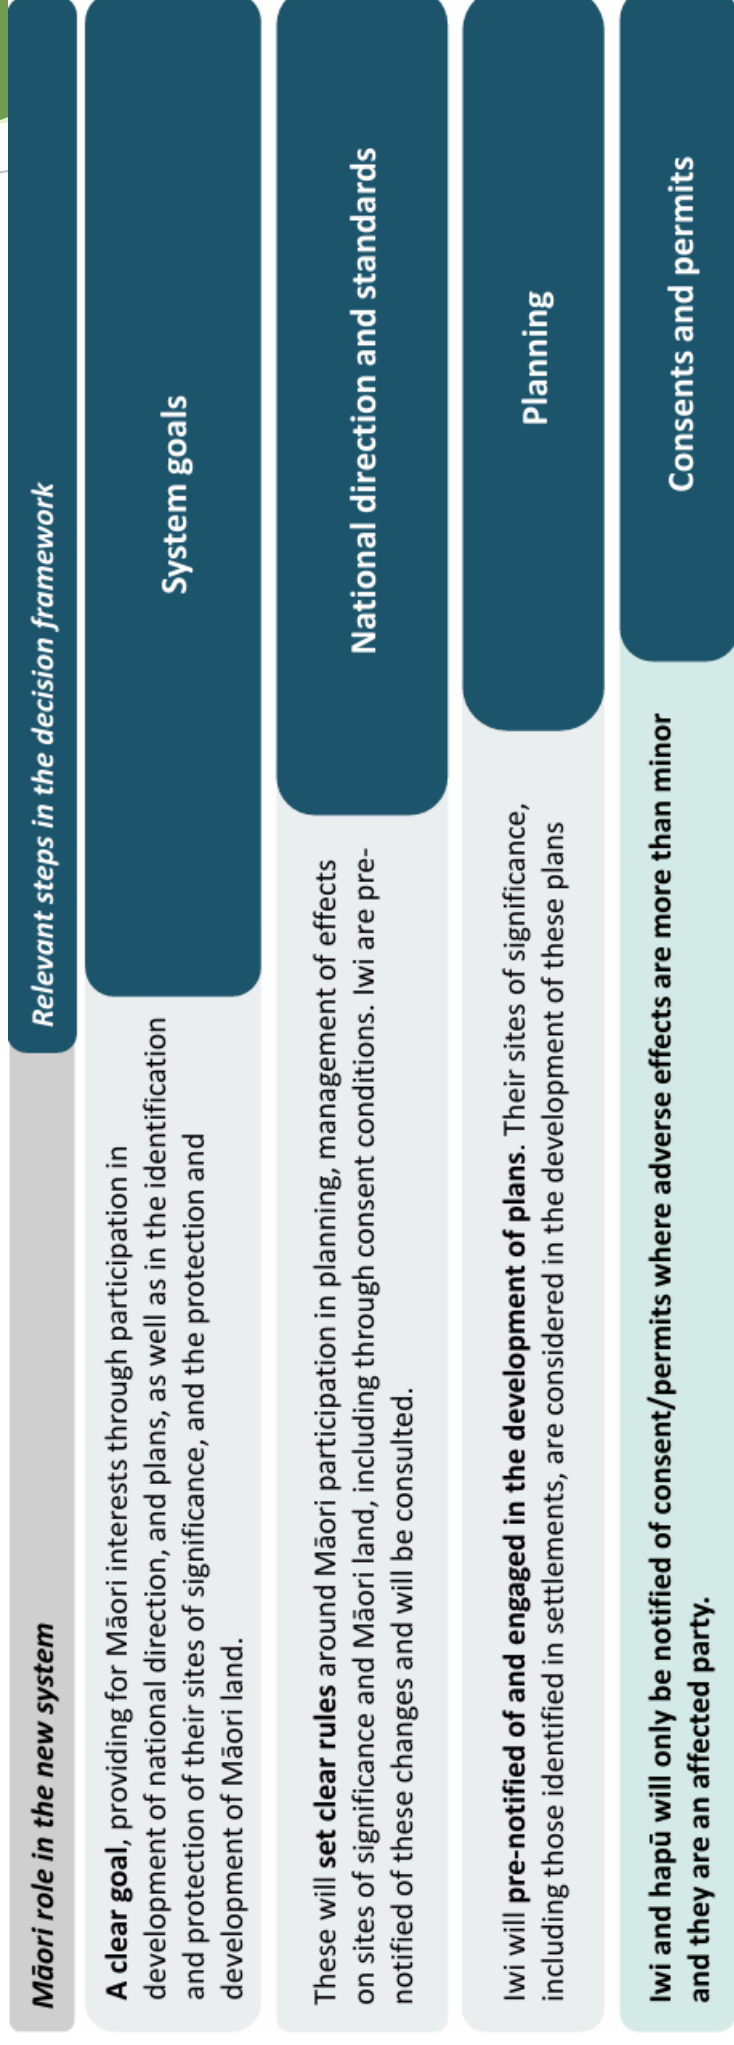 Māori role in the new system
Relevant steps in the decision framework
A clear goal, providing for Māori interests through participation in
development of national direction, and plans, as well as in the identification
and protection of their sites of significance, and the protection and
development of Māori land.
System goals
These will set clear rules around Māori participation in planning, management of effects
on sites of significance and Māori land, including through consent conditions. Iwi are pre-
notified of these changes and will be consulted.
National direction and standards
Iwi will pre-notified of and engaged in the development of plans. Their sites of significance,
including those identified in settlements, are considered in the development of these plans
Planning
Iwi and hapū will only be notified of consent/permits where adverse effects are more than minor
and they are an affected party.
Consents and permits